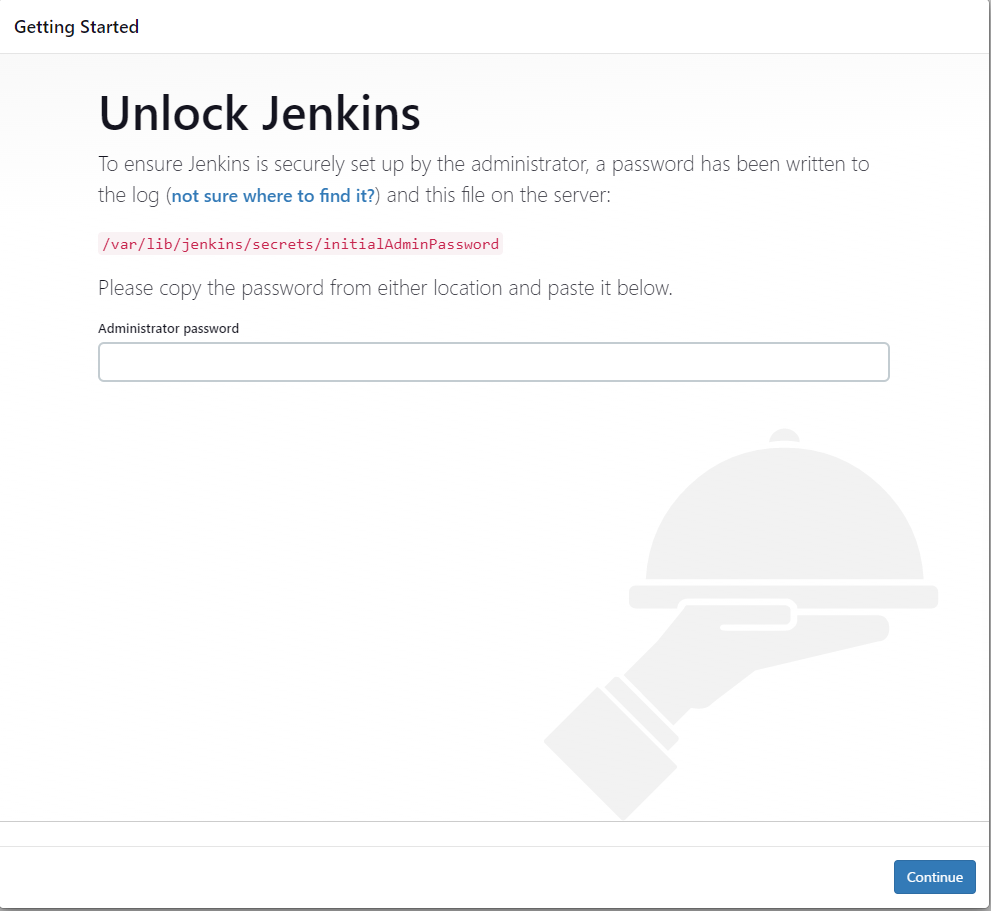 Getting Started
Unlock Jenkins
To ensure Jenkins is securely set up by the administrator, a password has been written to
the log (not sure where to find it?) and this file on the server:
/var/lib/jenkins/secrets/initialAdminPassword
Please copy the password from either location and paste it below.
Administrator password
Continue